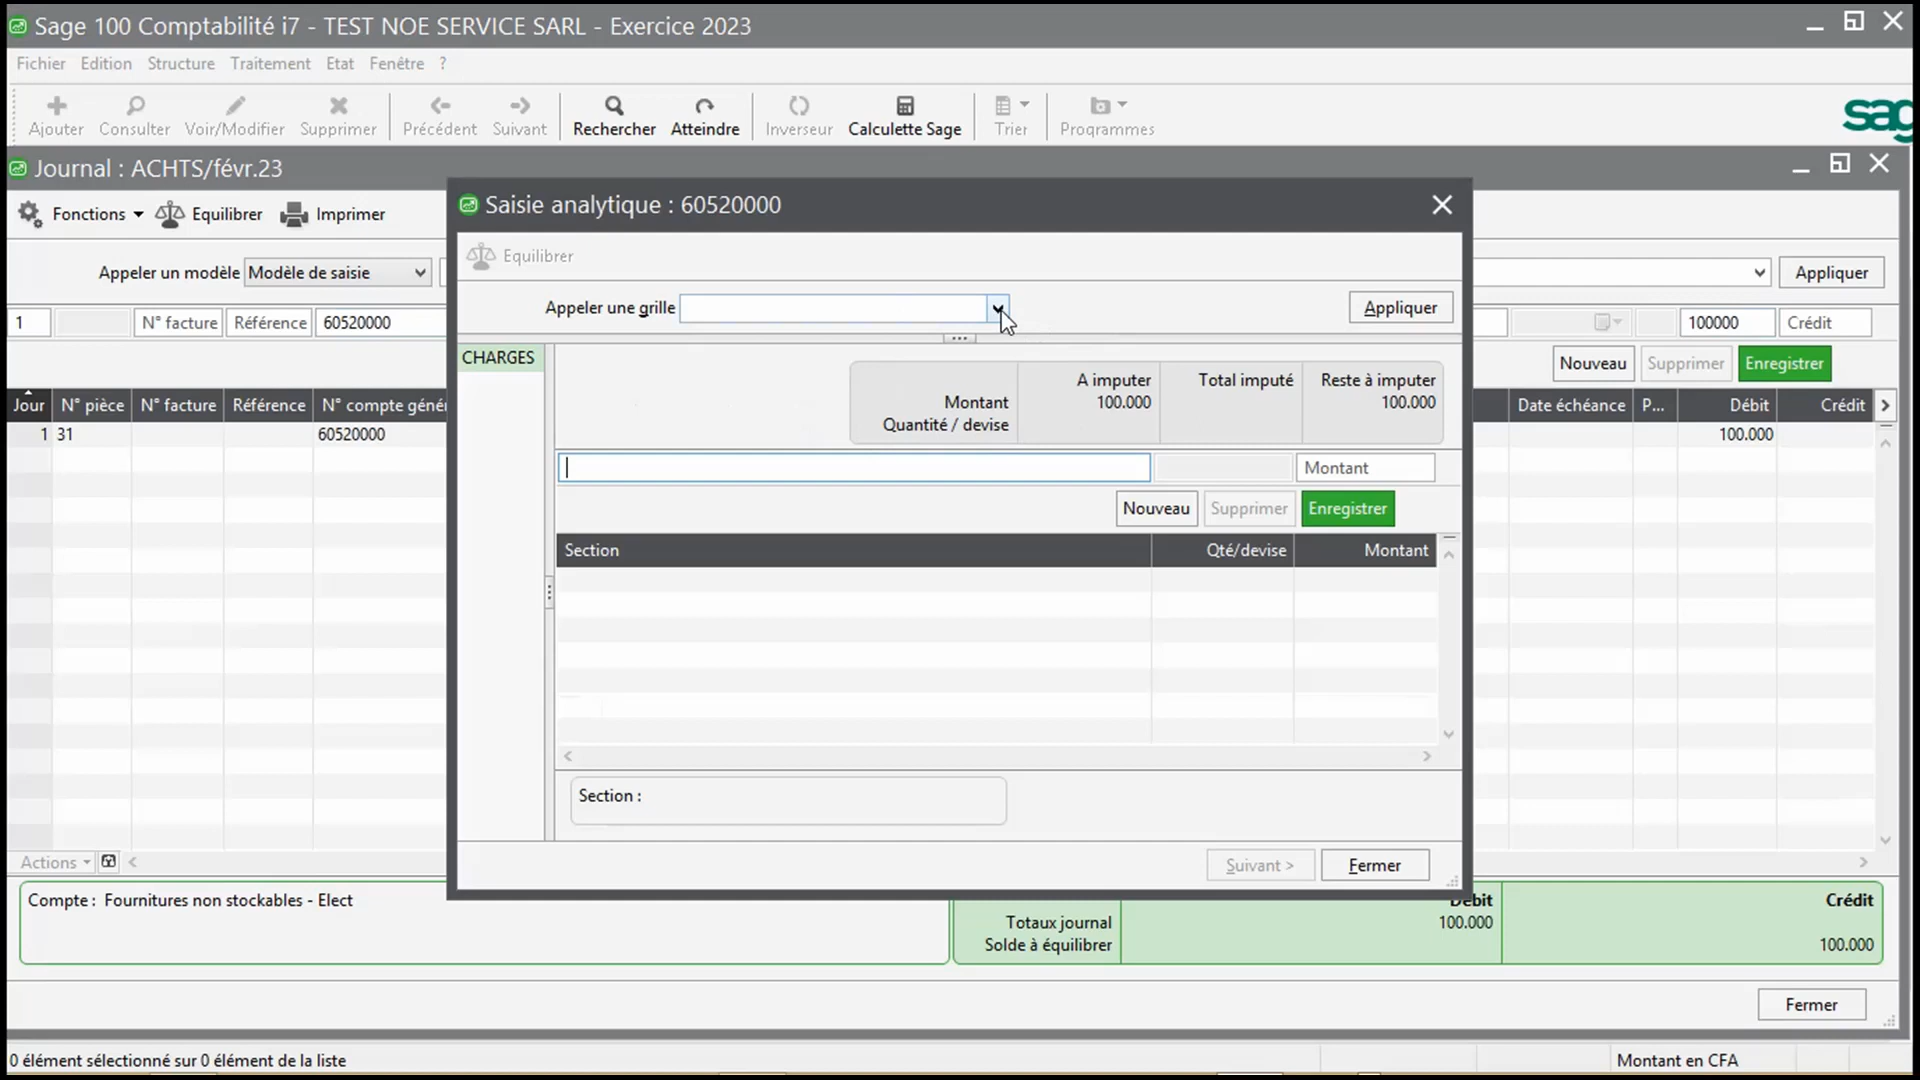 Sage 100 Comptabilité i7 - TEST NOE SERVICE SARL - Exercice 2023
Fichier Edition Structure Traitement Etat Fenêtre ?
Ajouter Consulter Voir/Modifier Supprimer Précédent Suivant Rechercher Atteindre Inverseur Calculette Sage Trier Programmes
sag
Journal : ACHTS/févr.23
Fonctions Equilibrer Imprimer
Appeler un modèle Modèle de saisie Appliquer
1 N° facture Référence 60520000 100000 Crédit
Nouveau Supprimer Enregistrer
Jour N° pièce N° facture Référence N° compte géné Date échéance P... Débit Crédit
1 31 60520000 100.000
Saisie analytique : 60520000
Equilibrer
Appeler une grille Appliquer
...
CHARGES
A imputer Total imputé Reste à imputer
Montant 100.000 100.000
Quantité / devise
Montant
Nouveau Supprimer Enregistrer
Section Qté/devise Montant
Section :
Suivant > Fermer
Actions
Compte : Fournitures non stockables - Elect
Débit Crédit
Totaux journal 100.000
Solde à équilibrer 100.000
Fermer
0 élément sélectionné sur 0 élément de la liste
Montant en CFA